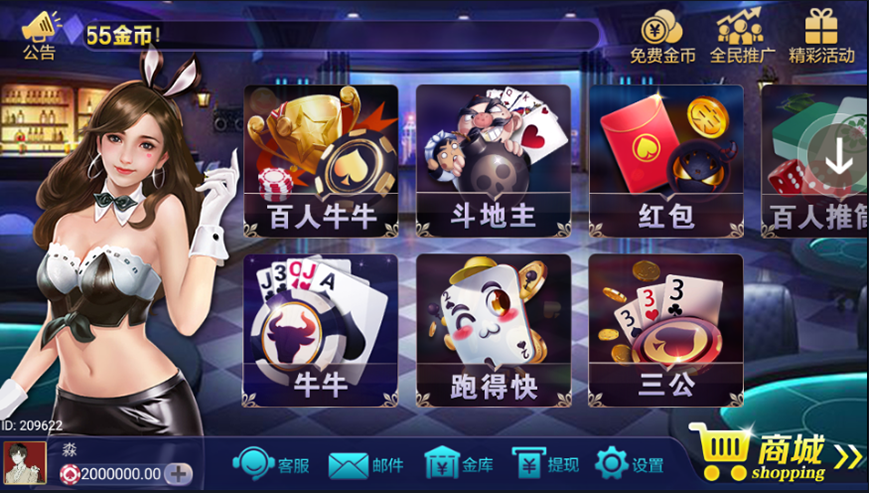 公告
55金币!
免费金币
全民推广
精彩活动
百人牛牛
斗地主
红包
百人推筒
牛牛
跑得快
三公
ID: 209622
淼
2000000.00
客服
邮件
金库
提现
设置
商城
shopping